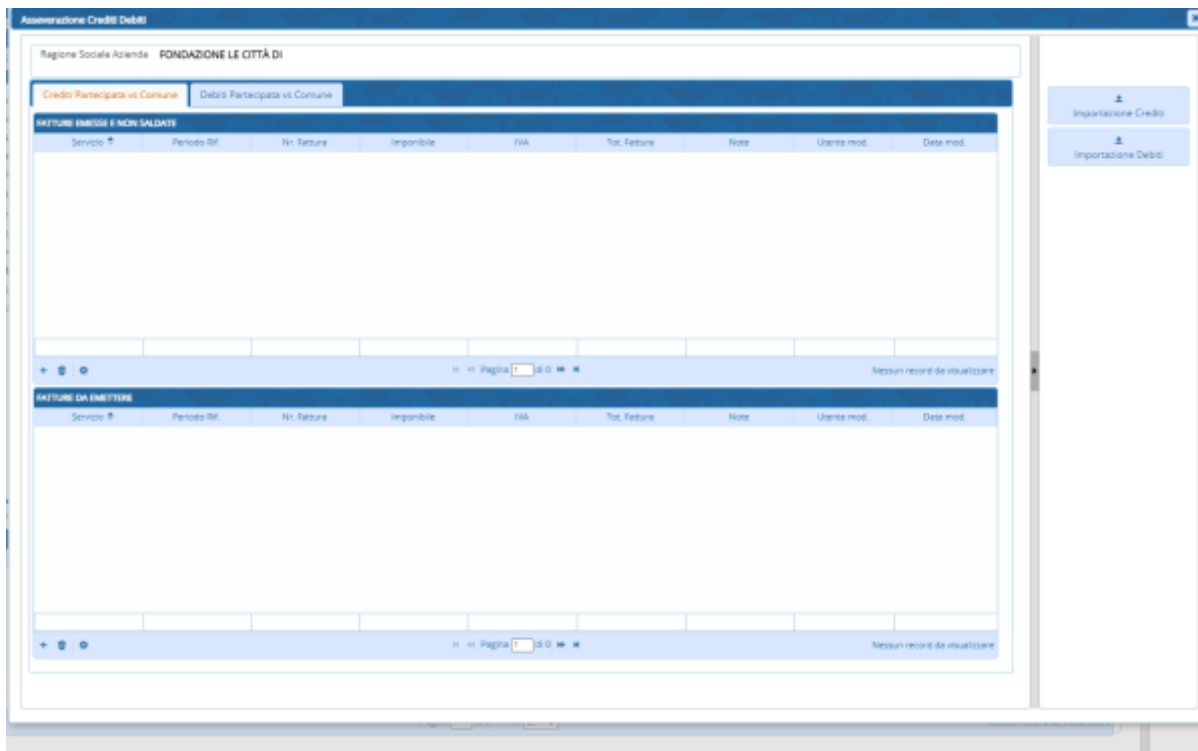 Asseverazione Crediti Debiti
Ragione Sociale Azienda FONDAZIONE LE CITTÀ DI
Crediti Partecipata vs Comune Debiti Partecipata vs Comune
Importazione Crediti
Importazione Debiti
FATTURE EMESSE E NON SALDATE
Servizio Periodo Rif. Nr. Fattura Imponibile IVA Tot. Fattura Note Utente mod. Data mod.
Pagina 1 di 0 Nessun record da visualizzare
FATTURE DA EMETTERE
Servizio Periodo Rif. Nr. Fattura Imponibile IVA Tot. Fattura Note Utente mod. Data mod.
Pagina 1 di 0 Nessun record da visualizzare